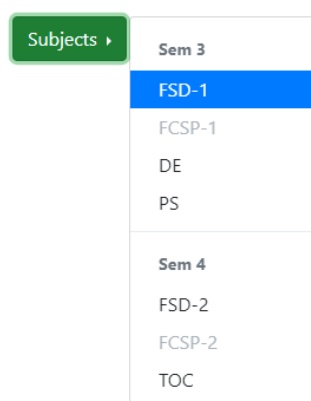 Subjects
Sem 3
FSD-1
FCSP-1
DE
PS
Sem 4
FSD-2
FCSP-2
TOC